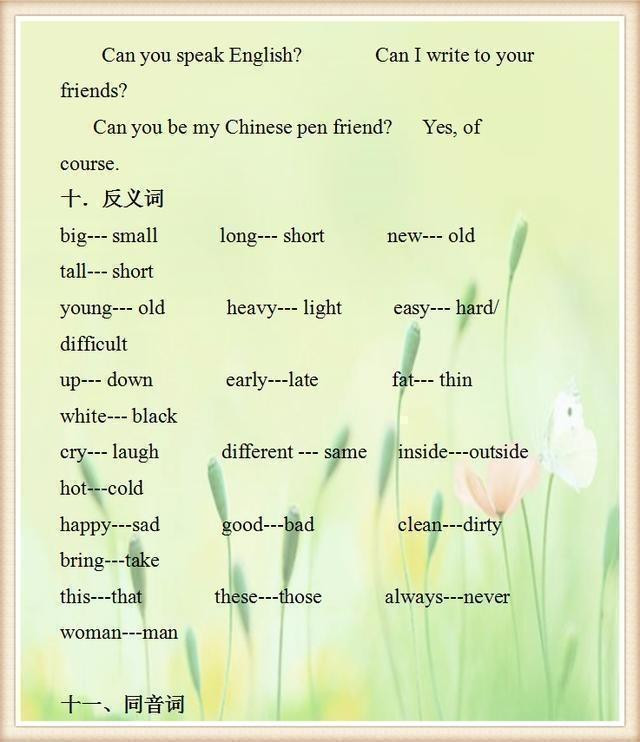 Can you speak English? Can I write to your
friends?
Can you be my Chinese pen friend? Yes, of
course.
十．反义词
big--- small long--- short new--- old
tall--- short
young--- old heavy--- light easy--- hard/
difficult
up--- down early---late fat--- thin
white--- black
cry--- laugh different --- same inside---outside
hot---cold
happy---sad good---bad clean---dirty
bring---take
this---that these---those always---never
woman---man
十一、同音词